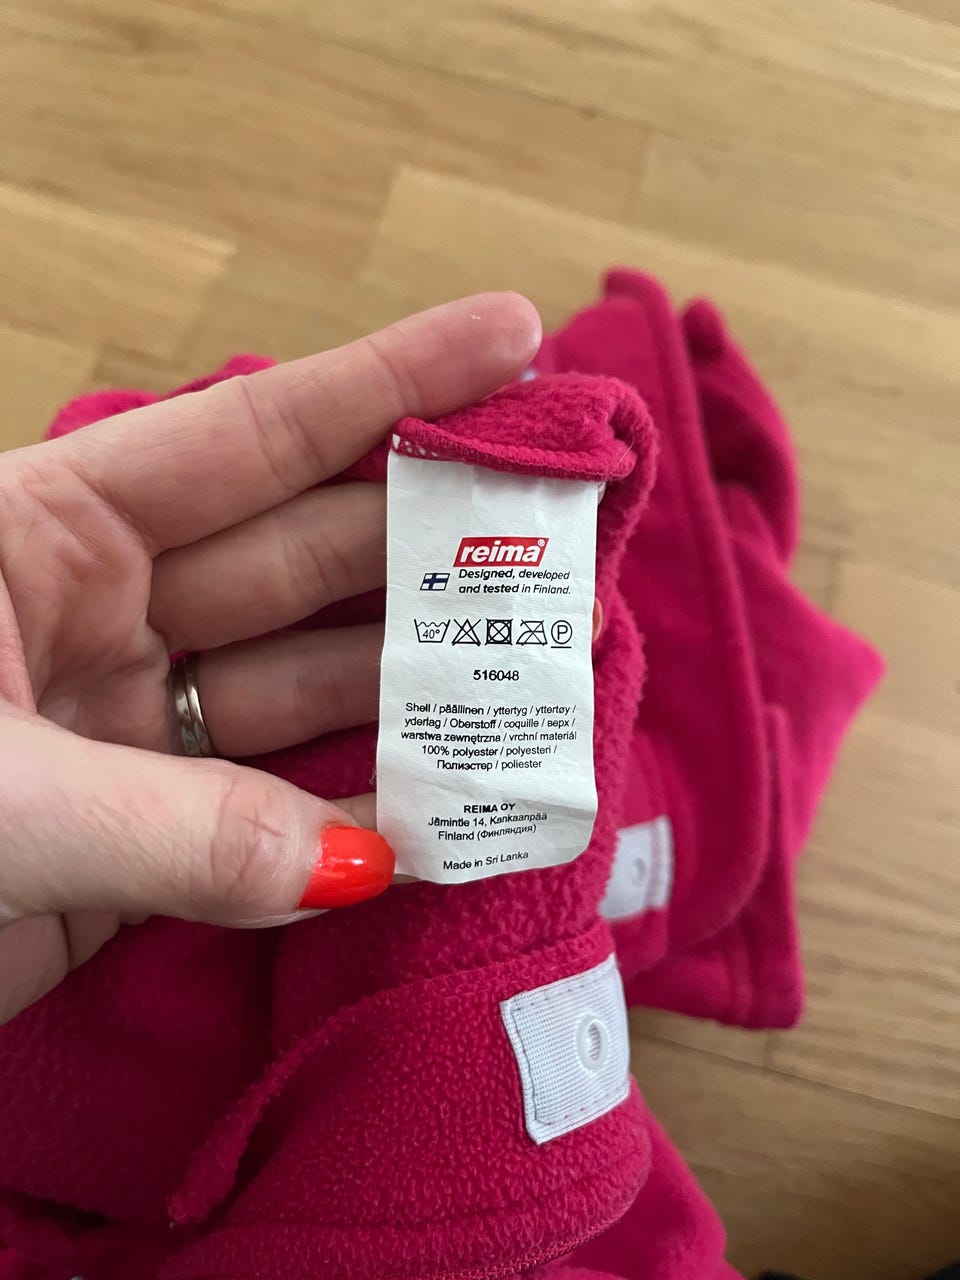 reima®
Designed, developed
and tested in Finland.
40° P
516048
Shell / päällinen / yttertyg / yttertøy /
yderlag / Oberstoff / coquille / верх /
warstwa zewnętrzna / vrchní materiál
100% polyester / polyesteri /
Полиэстер / poliester
REIMA OY
Jämintie 14, Kankaanpää
Finland (Финляндия)
Made in Sri Lanka